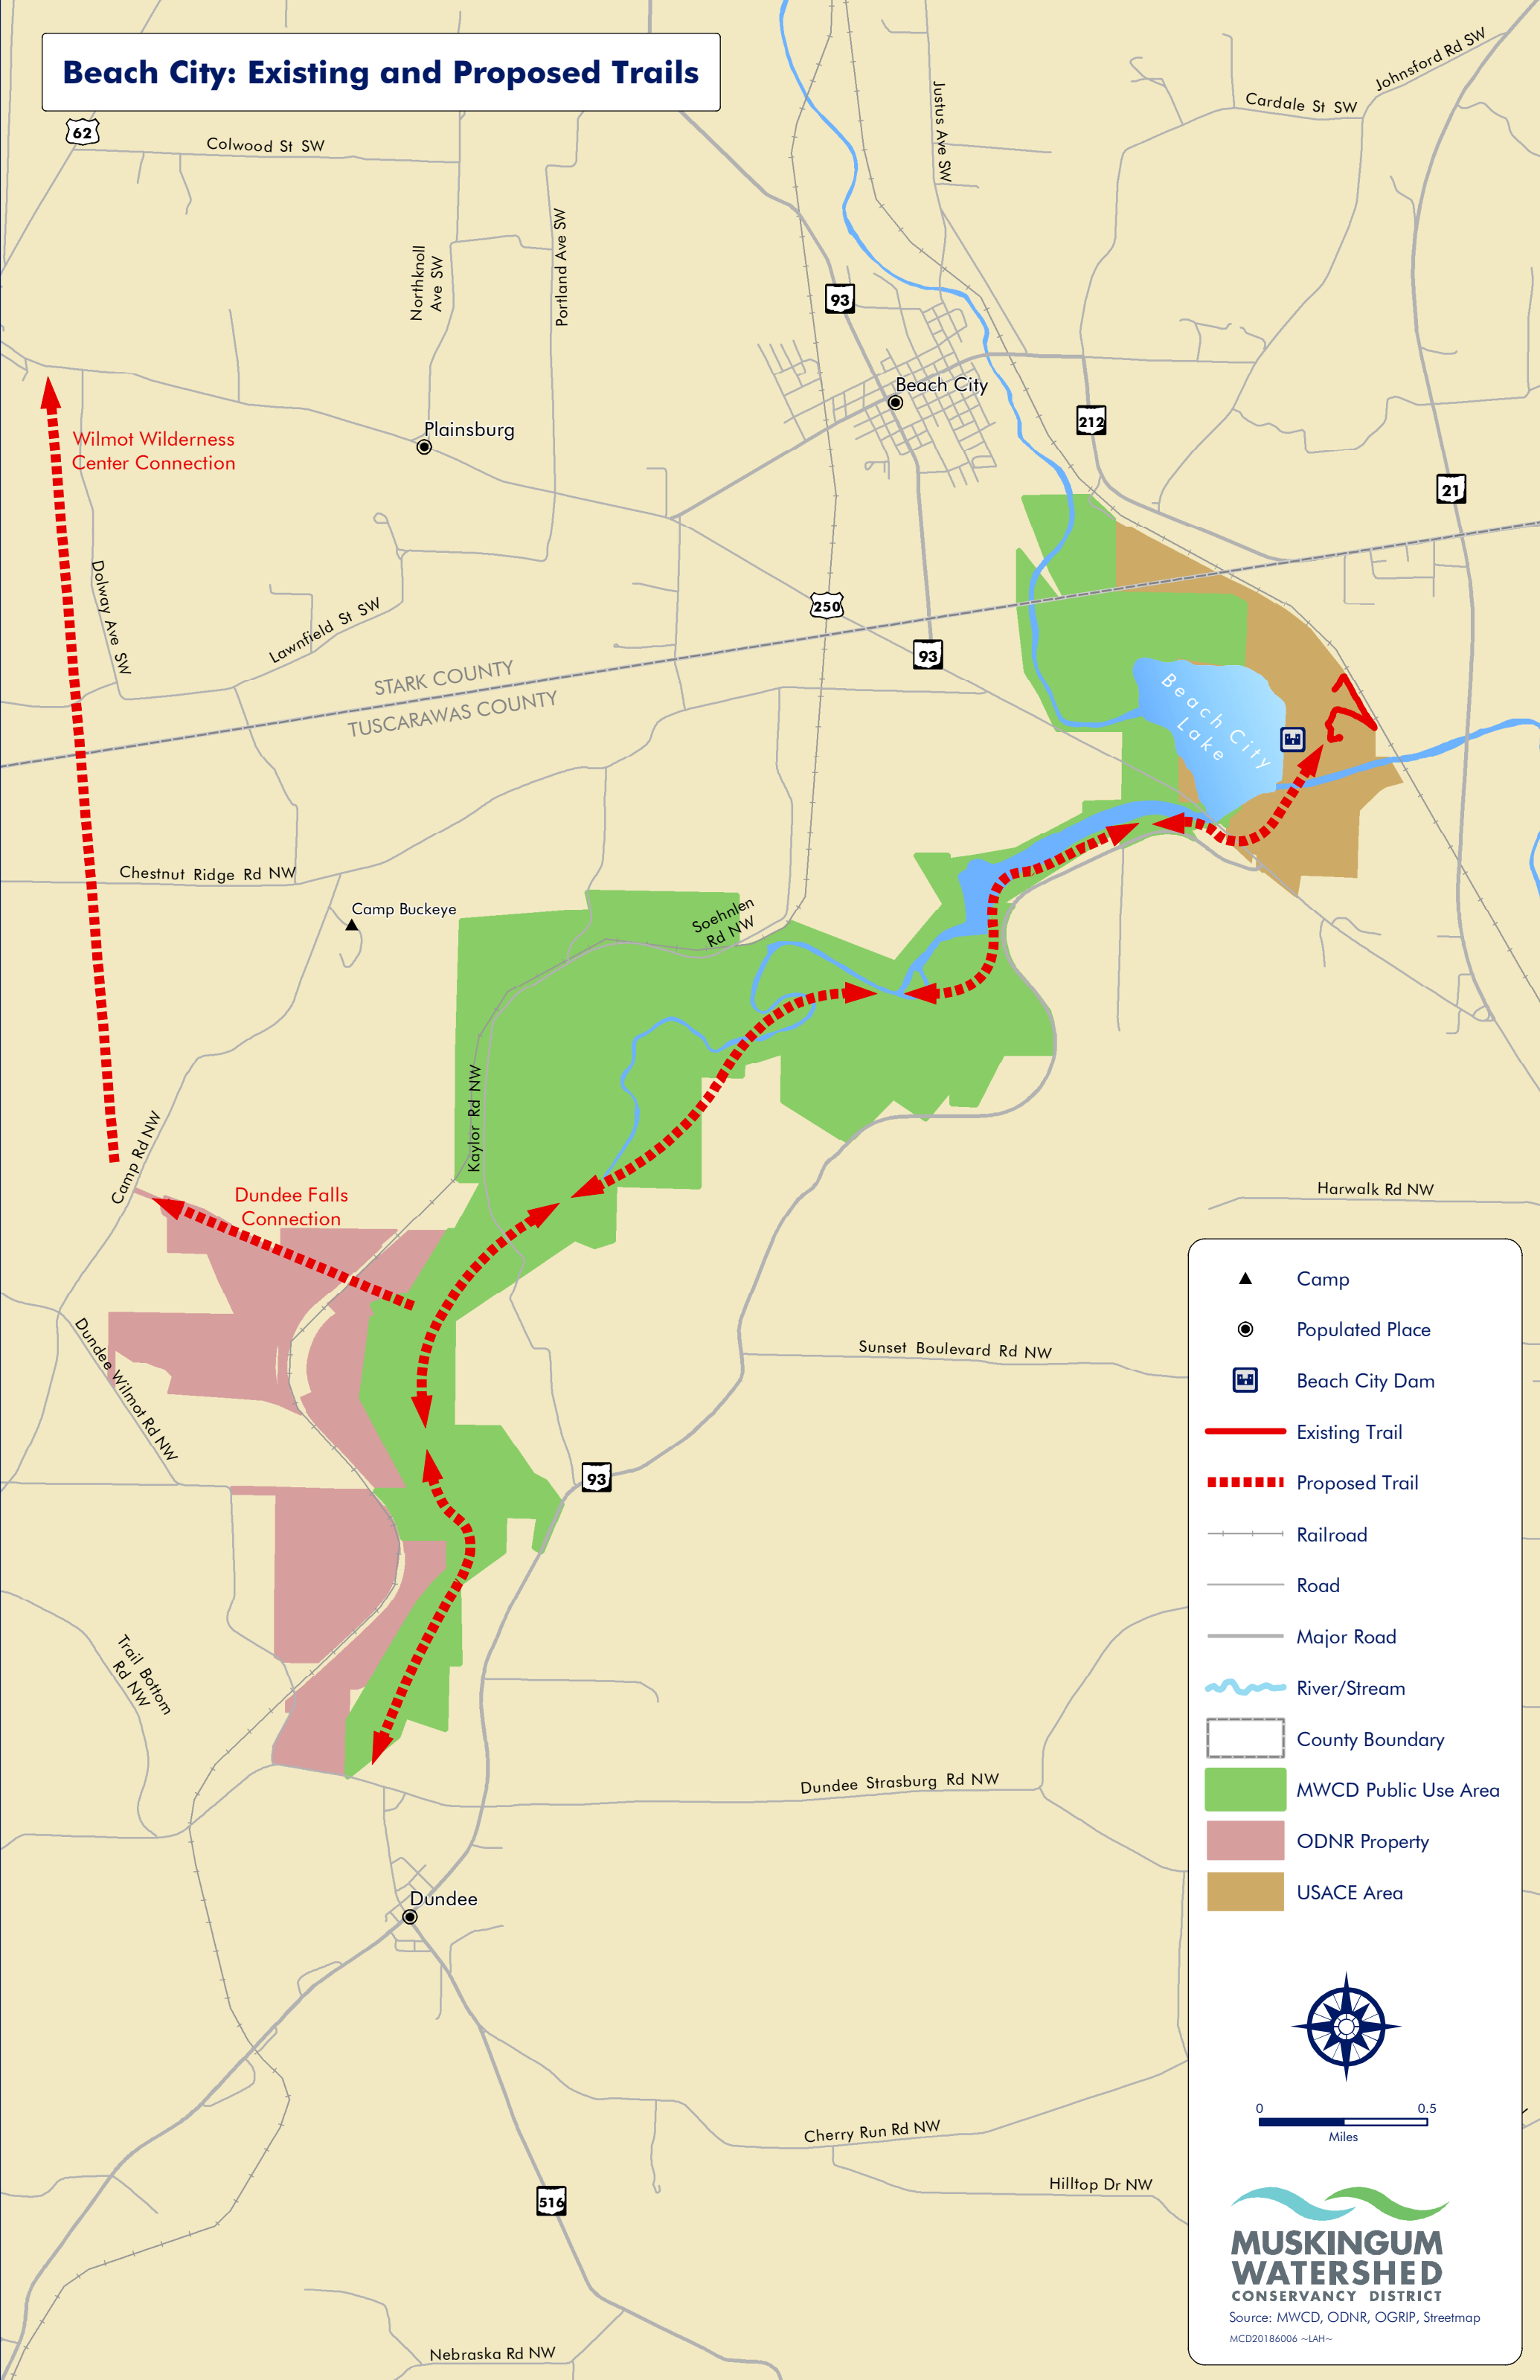 Beach City: Existing and Proposed Trails
62
Colwood St SW
Northknoll
Ave SW
Portland Ave SW
Justus Ave SW
Cardale St SW
Johnsford Rd SW
93
Beach City
212
21
Plainsburg
Wilmot Wilderness
Center Connection
Dolway Ave SW
Lawnfield St SW
250
93
STARK COUNTY
TUSCARAWAS COUNTY
Beach City
Lake
Chestnut Ridge Rd NW
Camp Buckeye
Soehnlen
Rd NW
Kaylor Rd NW
Camp Rd NW
Dundee Falls
Connection
Harwalk Rd NW
Dundee Wilmot Rd NW
Sunset Boulevard Rd NW
93
Trail Bottom
Rd NW
Dundee Strasburg Rd NW
Dundee
Cherry Run Rd NW
Hilltop Dr NW
516
Nebraska Rd NW
Camp
Populated Place
Beach City Dam
Existing Trail
Proposed Trail
Railroad
Road
Major Road
River/Stream
County Boundary
MWCD Public Use Area
ODNR Property
USACE Area
0 0.5
Miles
MUSKINGUM
WATERSHED
CONSERVANCY DISTRICT
Source: MWCD, ODNR, OGRIP, Streetmap
MCD20186006 ~LAH~